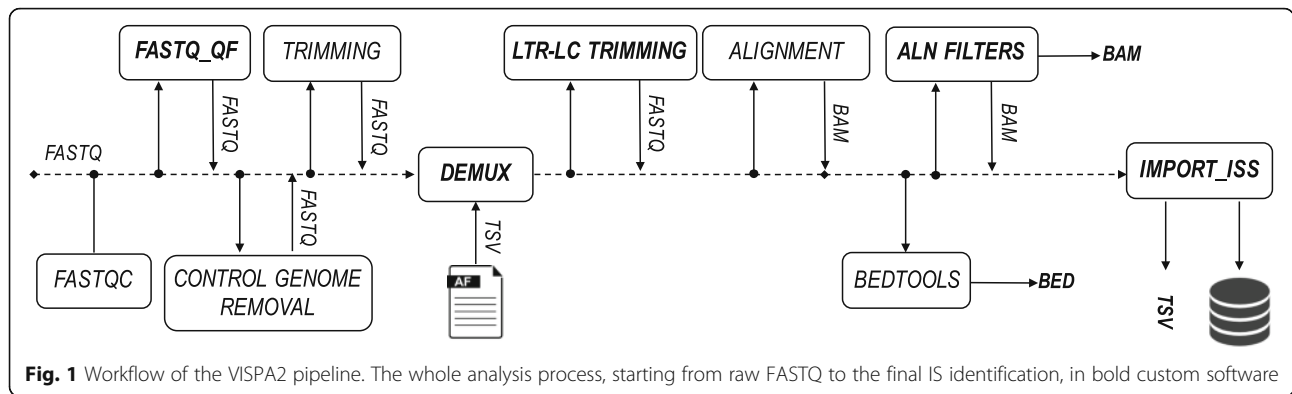 FASTQ_QF
TRIMMING
LTR-LC TRIMMING
ALIGNMENT
ALN FILTERS
BAM
FASTQ
FASTQ
FASTQ
BAM
BAM
FASTQ
DEMUX
IMPORT_ISS
FASTQ
TSV
FASTQC
CONTROL GENOME
REMOVAL
AF
BEDTOOLS
BED
TSV
Fig. 1 Workflow of the VISPA2 pipeline. The whole analysis process, starting from raw FASTQ to the final IS identification, in bold custom software